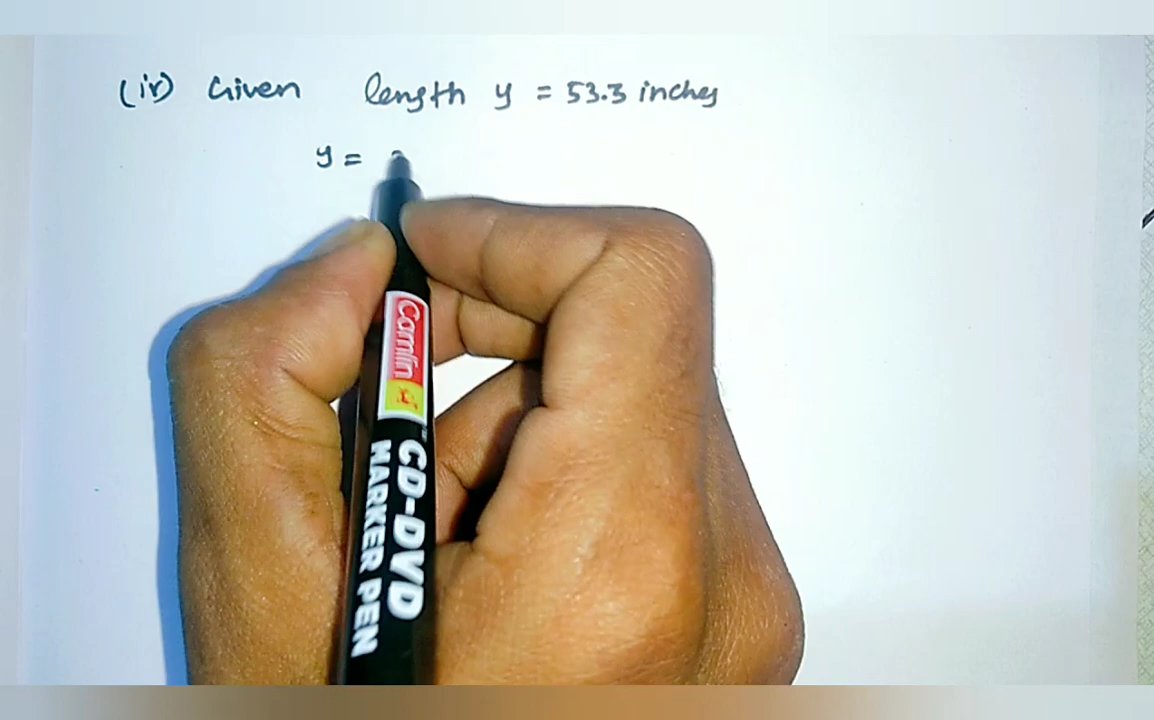 (iv) Given length y = 53.3 inches
y =
Camlin
CD-DVD
MARKER PEN